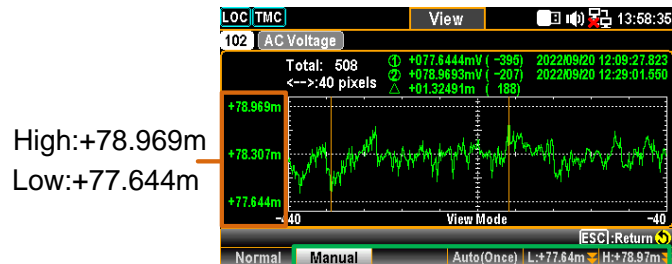 LOC TMC View 13:58:35
102 AC Voltage
Total: 508 ① +077.6444mV ( -395) 2022/09/20 12:09:27.823
<-->:40 pixels ② +078.9693mV ( -207) 2022/09/20 12:29:01.550
△ +01.32491m ( 188)
+78.969m
High:+78.969m
+78.307m
Low:+77.644m
+77.644m
-440 View Mode -40
ESC:Return
Normal Manual Auto(Once) L:+77.64m H:+78.97m